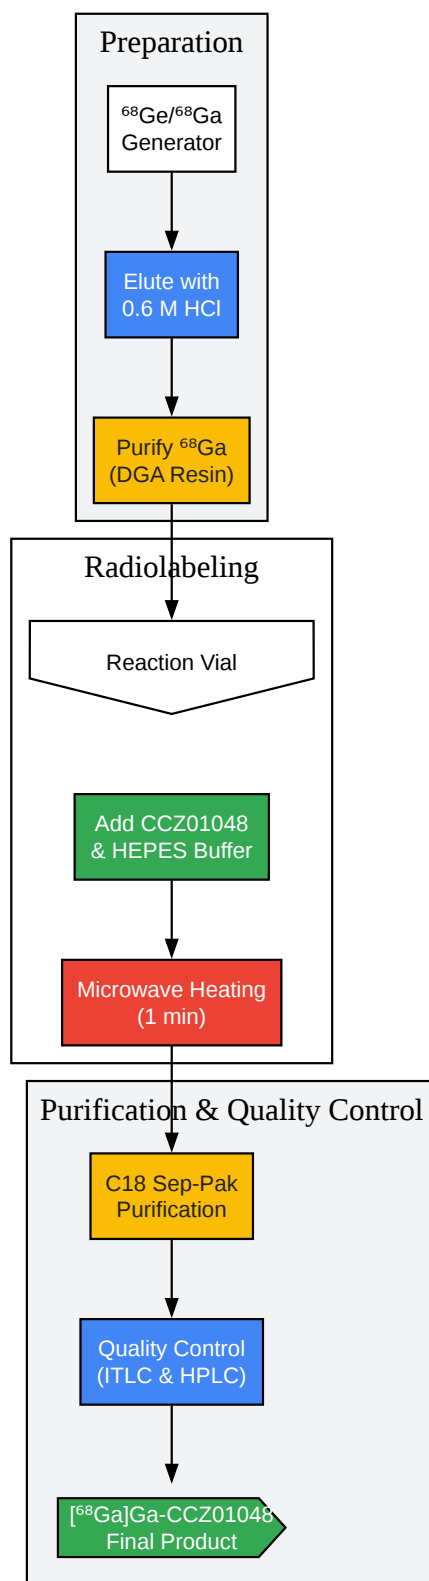 Preparation
⁶⁸Ge/⁶⁸Ga
Generator
Elute with
0.6 M HCl
Purify ⁶⁸Ga
(DGA Resin)
Radiolabeling
Reaction Vial
Add CCZ01048
& HEPES Buffer
Microwave Heating
(1 min)
Purification & Quality Control
C18 Sep-Pak
Purification
Quality Control
(ITLC & HPLC)
[⁶⁸Ga]Ga-CCZ01048
Final Product